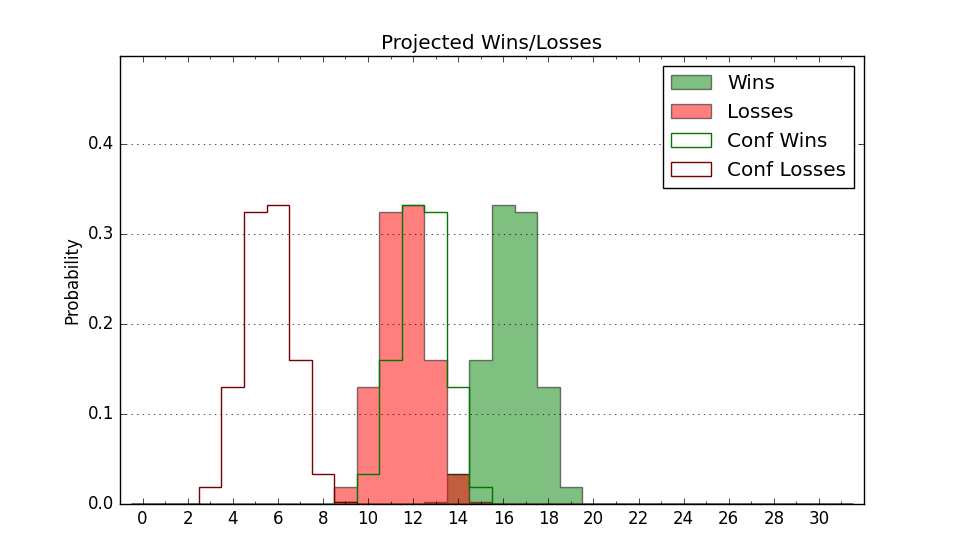 Projected Wins/Losses
Wins
Losses
Conf Wins
Conf Losses
Probability
0.4
0.3
0.2
0.1
0.0
0 2 4 6 8 10 12 14 16 18 20 22 24 26 28 30